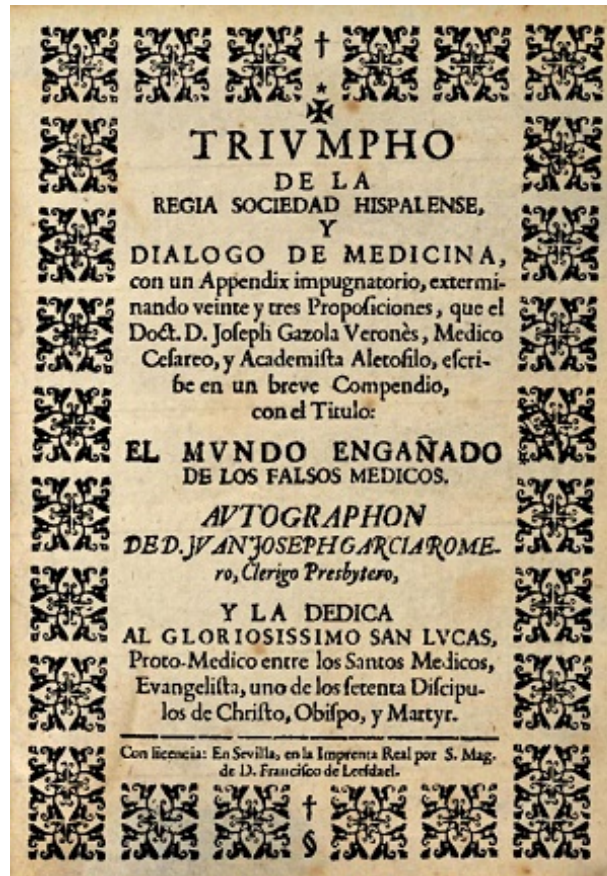 TRIVMPHO
DE LA
REGIA SOCIEDAD HISPALENSE,
Y
DIALOGO DE MEDICINA,
con un Appendix impugnatorio, extermi-
nando veinte y tres Propoſiciones, que el
Doct. D. Joſeph Gazola Veronès, Medico
Ceſareo, y Academiſta Aletofilo, eſcri-
be en un breve Compendio,
con el Titulo:
EL MVNDO ENGAÑADO
DE LOS FALSOS MEDICOS.
AVTOGRAPHON
DE D. JVAN JOSEPH GARCIA ROME-
ro, Clerigo Presbytero,
Y LA DEDICA
AL GLORIOSISSIMO SAN LVCAS,
Proto-Medico entre los Santos Medicos,
Evangeliſta, uno de los ſetenta Diſcipu-
los de Chriſto, Obiſpo, y Martyr.
Con licencia: En Sevilla, en la Imprenta Real por S. Mag.
de D. Franciſco de Leefdael.
§